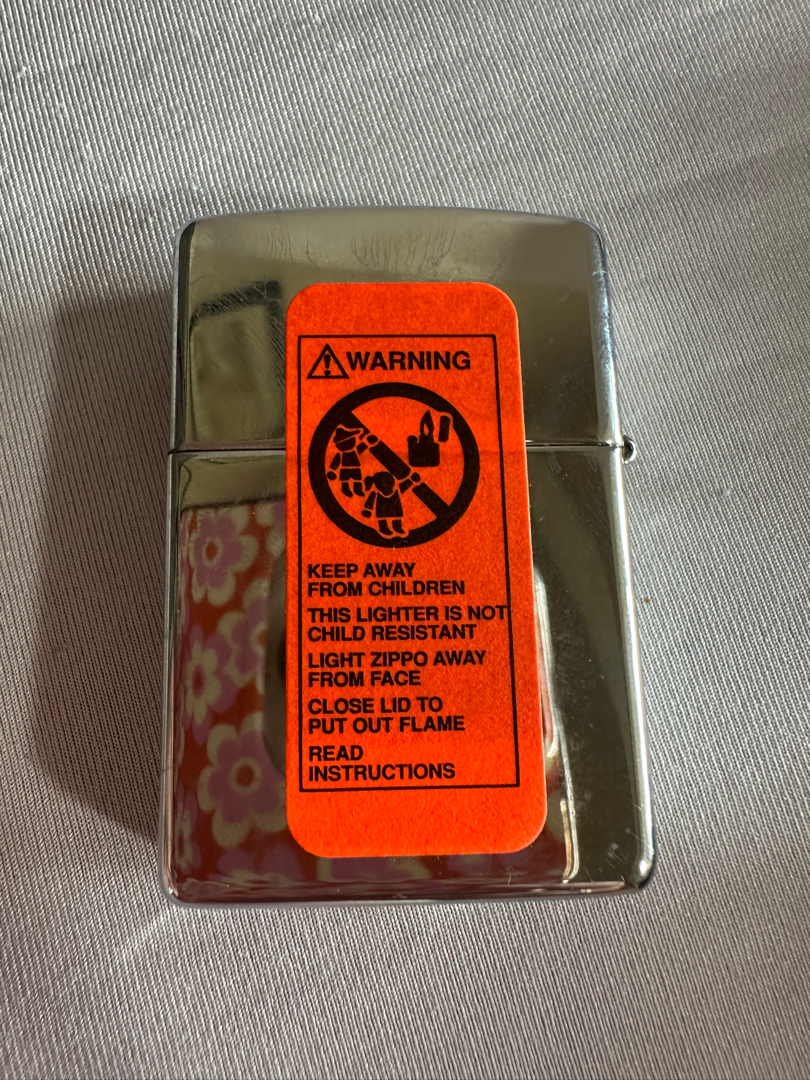 WARNING
KEEP AWAY
FROM CHILDREN
THIS LIGHTER IS NOT
CHILD RESISTANT
LIGHT ZIPPO AWAY
FROM FACE
CLOSE LID TO
PUT OUT FLAME
READ
INSTRUCTIONS